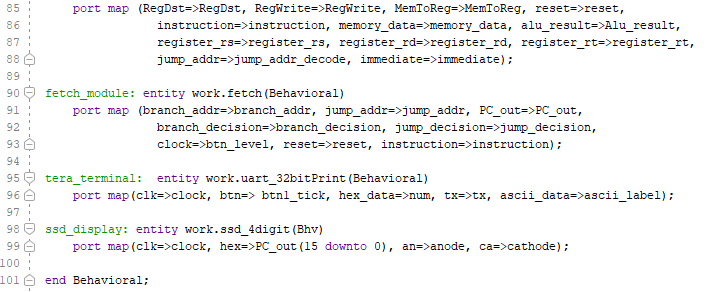 85 port map (RegDst=>RegDst, RegWrite=>RegWrite, MemToReg=>MemToReg, reset=>reset,
86 instruction=>instruction, memory_data=>memory_data, alu_result=>Alu_result,
87 register_rs=>register_rs, register_rd=>register_rd, register_rt=>register_rt,
88 jump_addr=>jump_addr_decode, immediate=>immediate);
89
90 fetch_module: entity work.fetch(Behavioral)
91 port map (branch_addr=>branch_addr, jump_addr=>jump_addr, PC_out=>PC_out,
92 branch_decision=>branch_decision, jump_decision=>jump_decision,
93 clock=>btn_level, reset=>reset, instruction=>instruction);
94
95 tera_terminal: entity work.uart_32bitPrint(Behavioral)
96 port map(clk=>clock, btn=> btn1_tick, hex_data=>num, tx=>tx, ascii_data=>ascii_label);
97
98 ssd_display: entity work.ssd_4digit(Bhv)
99 port map(clk=>clock, hex=>PC_out(15 downto 0), an=>anode, ca=>cathode);
100
101 end Behavioral;